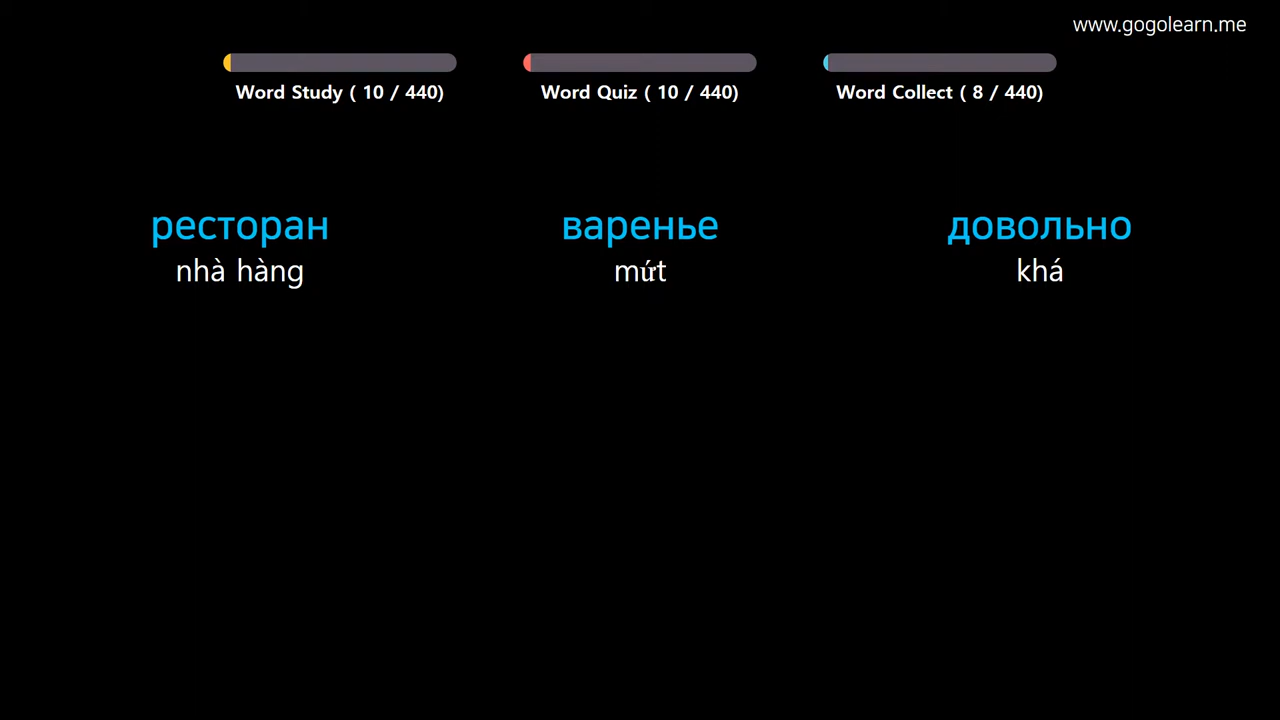 www.gogolearn.me
Word Study ( 10 / 440)
Word Quiz ( 10 / 440)
Word Collect ( 8 / 440)
ресторан
nhà hàng
варенье
mứt
довольно
khá